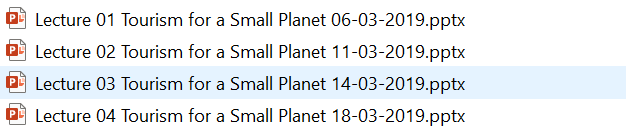 Lecture 01 Tourism for a Small Planet 06-03-2019.pptx
Lecture 02 Tourism for a Small Planet 11-03-2019.pptx
Lecture 03 Tourism for a Small Planet 14-03-2019.pptx
Lecture 04 Tourism for a Small Planet 18-03-2019.pptx